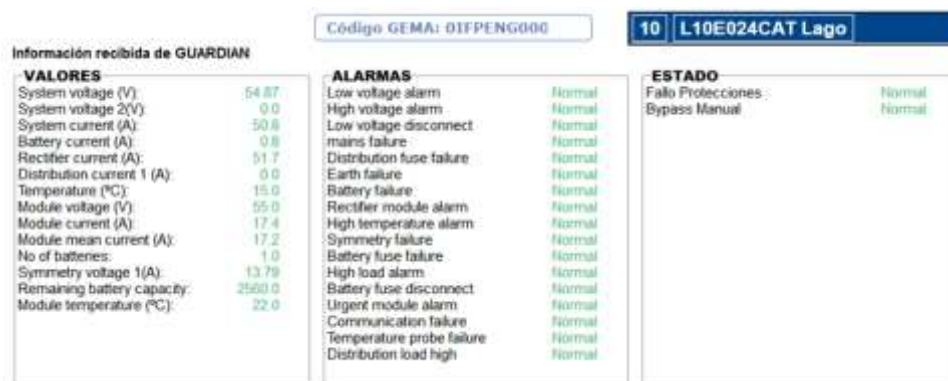 Código GEMA: 01FPENG000
10 L10E024CAT Lago
Información recibida de GUARDIAN
VALORES
System voltage (V): 54.87
System voltage 2(V): 0.0
System current (A): 50.8
Battery current (A): 0.8
Rectifier current (A): 51.7
Distribution current 1 (A): 0.0
Temperature (ºC): 15.0
Module voltage (V): 55.0
Module current (A): 17.4
Module mean current (A): 17.2
No of batteries: 1.0
Symmetry voltage 1(A): 13.79
Remaining battery capacity: 2560.0
Module temperature (ºC): 22.0
ALARMAS
Low voltage alarm Normal
High voltage alarm Normal
Low voltage disconnect Normal
mains failure Normal
Distribution fuse failure Normal
Earth failure Normal
Battery failure Normal
Rectifier module alarm Normal
High temperature alarm Normal
Symmetry failure Normal
Battery fuse failure Normal
High load alarm Normal
Battery fuse disconnect Normal
Urgent module alarm Normal
Communication failure Normal
Temperature probe failure Normal
Distribution load high Normal
ESTADO
Fallo Protecciones Normal
Bypass Manual Normal